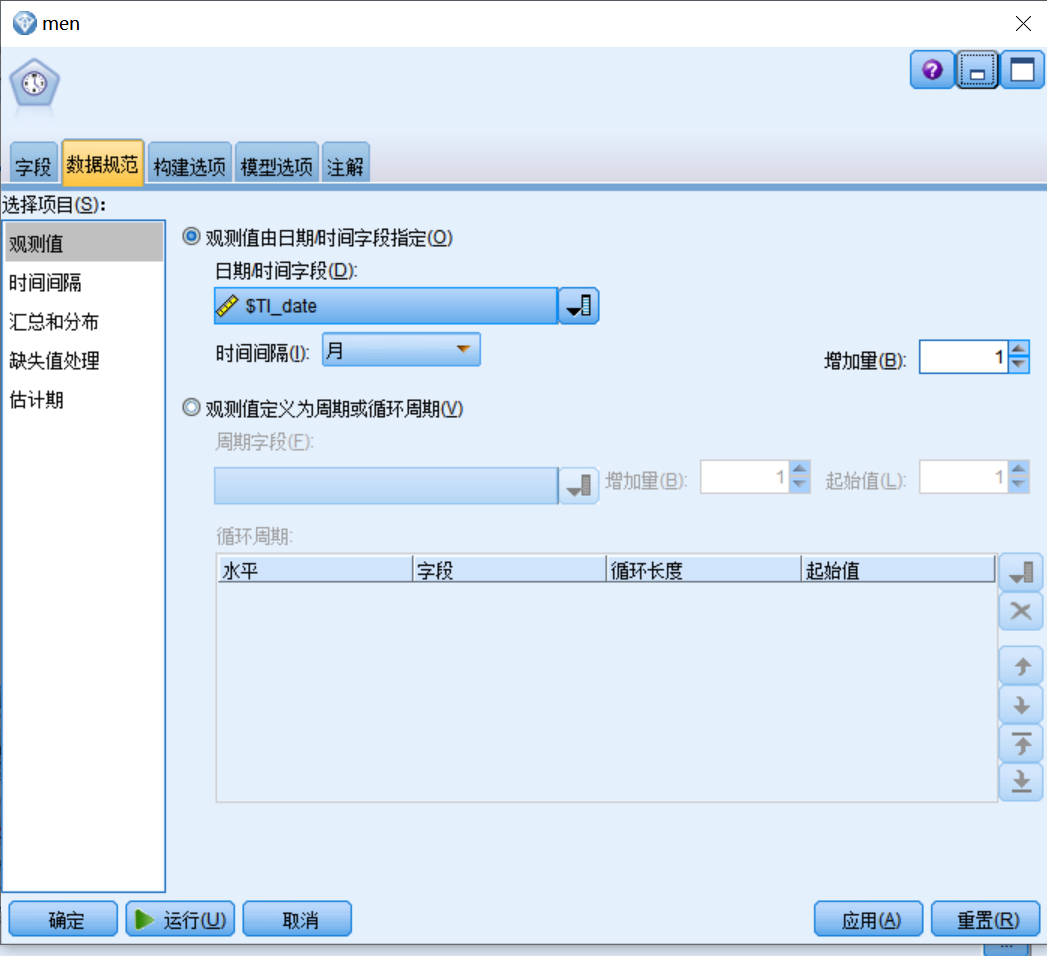 men
字段 数据规范 构建选项 模型选项 注解
选择项目(S):
观测值
时间间隔
汇总和分布
缺失值处理
估计期
观测值由日期/时间字段指定(O)
日期/时间字段(D):
$TI_date
时间间隔(I): 月 增加量(B): 1
观测值定义为周期或循环周期(V)
周期字段(F):
增加量(B): 1 起始值(L): 1
循环周期:
水平 字段 循环长度 起始值
确定 运行(U) 取消 应用(A) 重置(R)